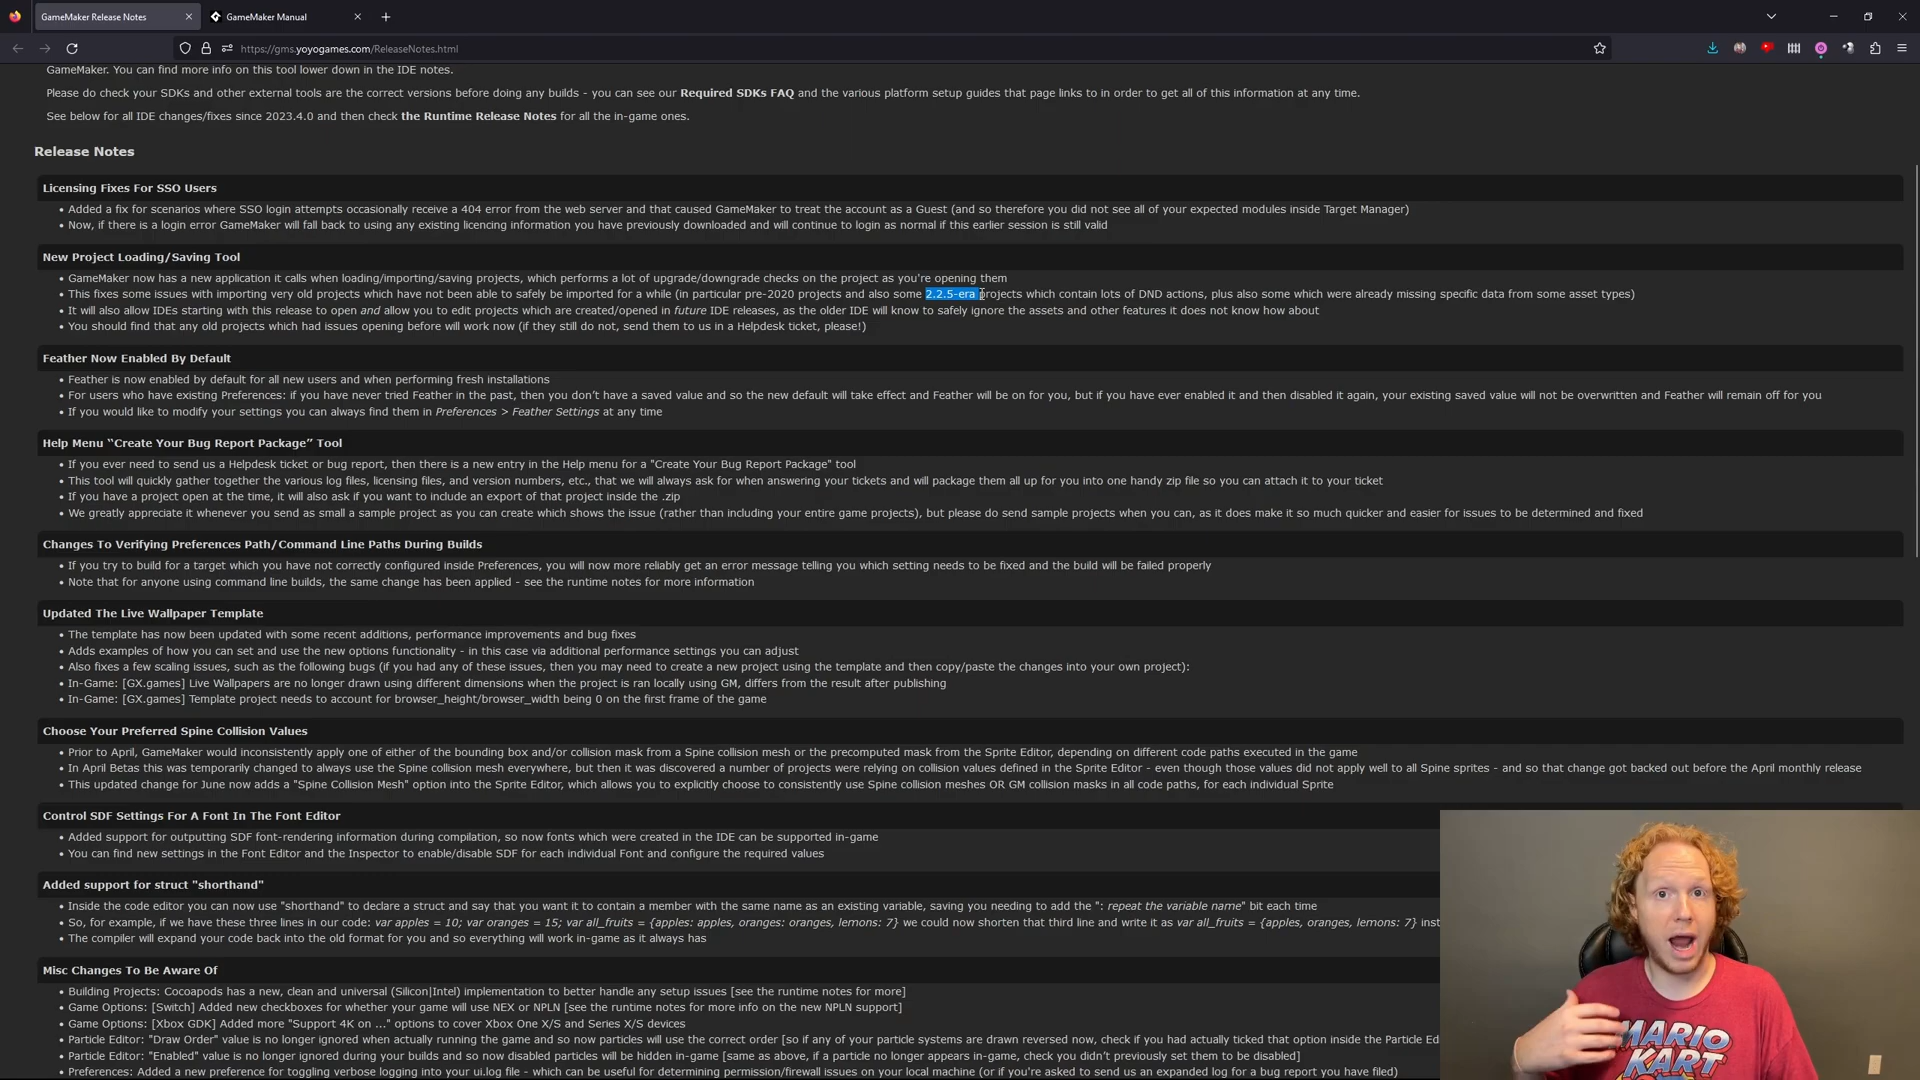 GameMaker Release Notes
GameMaker Manual
https://gms.yoyogames.com/ReleaseNotes.html
GameMaker. You can find more info on this tool lower down in the IDE notes.
Please do check your SDKs and other external tools are the correct versions before doing any builds - you can see our Required SDKs FAQ and the various platform setup guides that page links to in order to get all of this information at any time.
See below for all IDE changes/fixes since 2023.4.0 and then check the Runtime Release Notes for all the in-game ones.
Release Notes
Licensing Fixes For SSO Users
• Added a fix for scenarios where SSO login attempts occasionally receive a 404 error from the web server and that caused GameMaker to treat the account as a Guest (and so therefore you did not see all of your expected modules inside Target Manager)
• Now, if there is a login error GameMaker will fall back to using any existing licencing information you have previously downloaded and will continue to login as normal if this earlier session is still valid
New Project Loading/Saving Tool
• GameMaker now has a new application it calls when loading/importing/saving projects, which performs a lot of upgrade/downgrade checks on the project as you're opening them
• This fixes some issues with importing very old projects which have not been able to safely be imported for a while (in particular pre-2020 projects and also some 2.2.5-era projects which contain lots of DND actions, plus also some which were already missing specific data from some asset types)
• It will also allow IDEs starting with this release to open and allow you to edit projects which are created/opened in future IDE releases, as the older IDE will know to safely ignore the assets and other features it does not know how about
• You should find that any old projects which had issues opening before will work now (if they still do not, send them to us in a Helpdesk ticket, please!)
Feather Now Enabled By Default
• Feather is now enabled by default for all new users and when performing fresh installations
• For users who have existing Preferences: if you have never tried Feather in the past, then you don't have a saved value and so the new default will take effect and Feather will be on for you, but if you have ever enabled it and then disabled it again, your existing saved value will not be overwritten and Feather will remain off for you
• If you would like to modify your settings you can always find them in Preferences > Feather Settings at any time
Help Menu “Create Your Bug Report Package” Tool
• If you ever need to send us a Helpdesk ticket or bug report, then there is a new entry in the Help menu for a "Create Your Bug Report Package" tool
• This tool will quickly gather together the various log files, licensing files, and version numbers, etc., that we will always ask for when answering your tickets and will package them all up for you into one handy zip file so you can attach it to your ticket
• If you have a project open at the time, it will also ask if you want to include an export of that project inside the .zip
• We greatly appreciate it whenever you send as small a sample project as you can create which shows the issue (rather than including your entire game projects), but please do send sample projects when you can, as it does make it so much quicker and easier for issues to be determined and fixed
Changes To Verifying Preferences Path/Command Line Paths During Builds
• If you try to build for a target which you have not correctly configured inside Preferences, you will now more reliably get an error message telling you which setting needs to be fixed and the build will be failed properly
• Note that for anyone using command line builds, the same change has been applied - see the runtime notes for more information
Updated The Live Wallpaper Template
• The template has now been updated with some recent additions, performance improvements and bug fixes
• Adds examples of how you can set and use the new options functionality - in this case via additional performance settings you can adjust
• Also fixes a few scaling issues, such as the following bugs (if you had any of these issues, then you may need to create a new project using the template and then copy/paste the changes into your own project):
• In-Game: [GX.games] Live Wallpapers are no longer drawn using different dimensions when the project is ran locally using GM, differs from the result after publishing
• In-Game: [GX.games] Template project needs to account for browser_height/browser_width being 0 on the first frame of the game
Choose Your Preferred Spine Collision Values
• Prior to April, GameMaker would inconsistently apply one of either of the bounding box and/or collision mask from a Spine collision mesh or the precomputed mask from the Sprite Editor, depending on different code paths executed in the game
• In April Betas this was temporarily changed to always use the Spine collision mesh everywhere, but then it was discovered a number of projects were relying on collision values defined in the Sprite Editor - even though those values did not apply well to all Spine sprites - and so that change got backed out before the April monthly release
• This updated change for June now adds a "Spine Collision Mesh" option into the Sprite Editor, which allows you to explicitly choose to consistently use Spine collision meshes OR GM collision masks in all code paths, for each individual Sprite
Control SDF Settings For A Font In The Font Editor
• Added support for outputting SDF font-rendering information during compilation, so now fonts which were created in the IDE can be supported in-game
• You can find new settings in the Font Editor and the Inspector to enable/disable SDF for each individual Font and configure the required values
Added support for struct "shorthand"
• Inside the code editor you can now use "shorthand" to declare a struct and say that you want it to contain a member with the same name as an existing variable, saving you needing to add the ": repeat the variable name" bit each time
• So, for example, if we have these three lines in our code: var apples = 10; var oranges = 15; var all_fruits = {apples: apples, oranges: oranges, lemons: 7} we could now shorten that third line and write it as var all_fruits = {apples, oranges, lemons: 7} inst
• The compiler will expand your code back into the old format for you and so everything will work in-game as it always has
Misc Changes To Be Aware Of
• Building Projects: Cocoapods has a new, clean and universal (Silicon|Intel) implementation to better handle any setup issues [see the runtime notes for more]
• Game Options: [Switch] Added new checkboxes for whether your game will use NEX or NPLN [see the runtime notes for more info on the new NPLN support]
• Game Options: [Xbox GDK] Added more "Support 4K on ..." options to cover Xbox One X/S and Series X/S devices
• Particle Editor: "Draw Order" value is no longer ignored when actually running the game and so now particles will use the correct order [so if any of your particle systems are drawn reversed now, check if you had actually ticked that option inside the Particle Ed
• Particle Editor: "Enabled" value is no longer ignored during your builds and so now disabled particles will be hidden in-game [same as above, if a particle no longer appears in-game, check you didn't previously set them to be disabled]
• Preferences: Added a new preference for toggling verbose logging into your ui.log file - which can be useful for determining permission/firewall issues on your local machine (or if you're asked to send us an expanded log for a bug report you have filed)
MARIO
KART